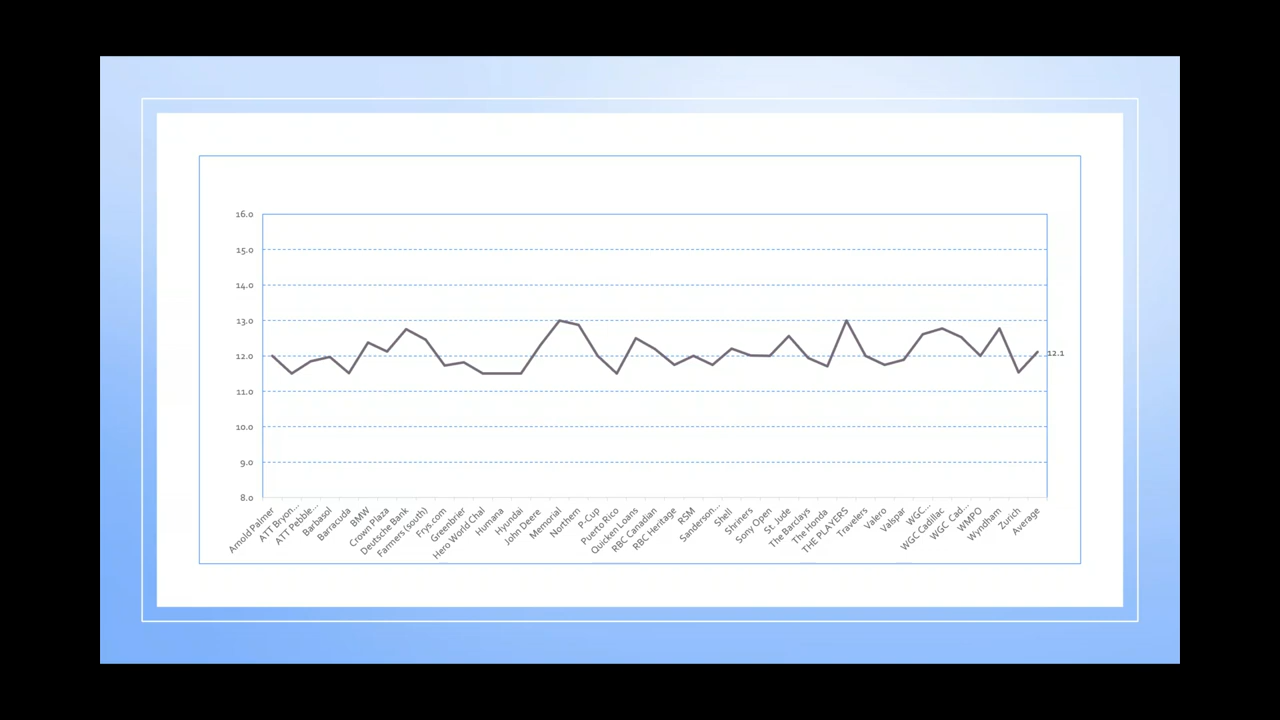 16.0
15.0
14.0
13.0
12.0
11.0
10.0
9.0
8.0
12.1
Arnold Palmer
ATT Bryon...
ATT Pebble...
Barbasol
Barracuda
BMW
Crown Plaza
Deutsche Bank
Farmers (south)
Frys.com
Greenbrier
Hero World Chal
Humana
Hyundai
John Deere
Memorial
Northern
P-Cup
Puerto Rico
Quicken Loans
RBC Canadian
RBC Heritage
RSM
Sanderson...
Shell
Shriners
Sony Open
St. Jude
The Barclays
The Honda
THE PLAYERS
Travelers
Valero
Valspar
WGC...
WGC Cadillac
WGC Cad...
WMPO
Wyndham
Zurich
Average